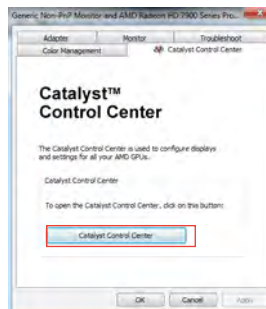 Generic Non-PnP Monitor and AMD Radeon HD 7900 Series Pro...
Adapter Monitor Troubleshoot
Color Management Catalyst Control Center
Catalyst™
Control Center
The Catalyst Control Center is used to configure displays
and settings for all your AMD GPUs.
Catalyst Control Center
To open the Catalyst Control Center, click on this button:
Catalyst Control Center
OK Cancel Apply